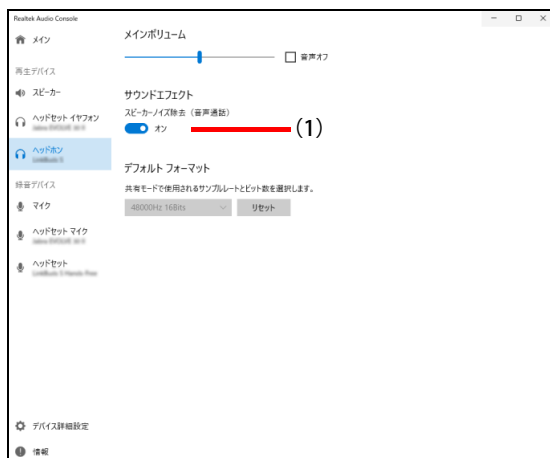 Realtek Audio Console
メイン
再生デバイス
スピーカー
ヘッドセット イヤフォン
ヘッドホン
録音デバイス
マイク
ヘッドセット マイク
ヘッドセット
デバイス詳細設定
情報
メインボリューム
音声オフ
サウンドエフェクト
スピーカーノイズ除去（音声通話）
オン
(1)
デフォルト フォーマット
共有モードで使用されるサンプルレートとビット数を選択します。
48000Hz 16Bits
リセット